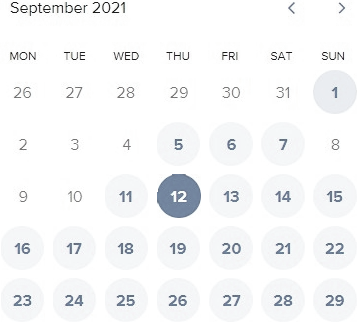 September 2021
MON TUE WED THU FRI SAT SUN
26 27 28 29 30 31 1
2 3 4 5 6 7 8
9 10 11 12 13 14 15
16 17 18 19 20 21 22
23 24 25 26 27 28 29